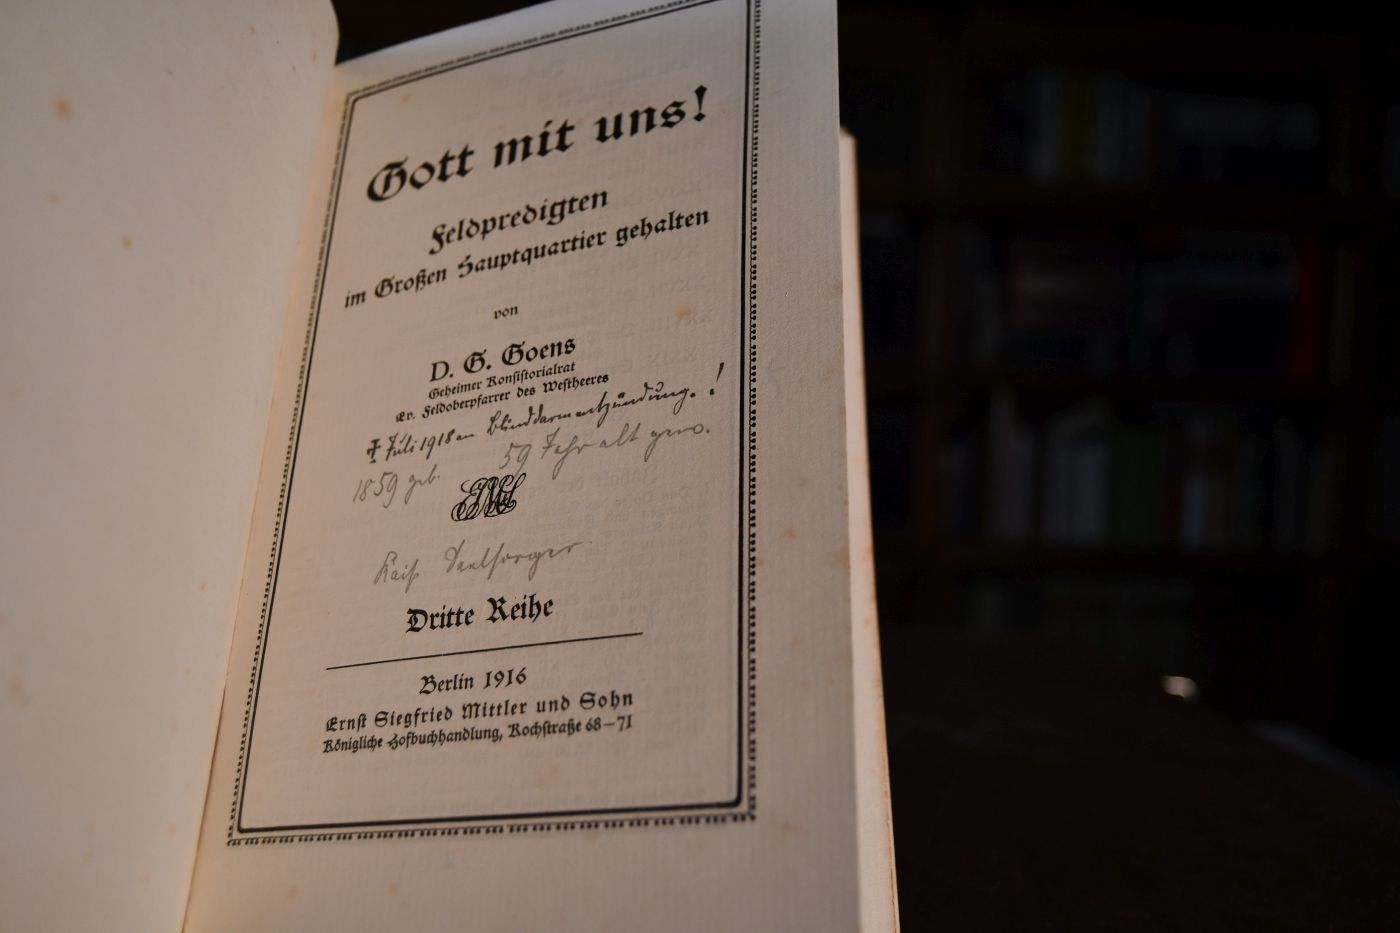 Gott mit uns!
Feldpredigten
im Großen Hauptquartier gehalten
von
D. G. Goens
Geheimer Konsistorialrat
Ev. Feldoberpfarrer des Westheeres
✝ Juli 1918 an Blinddarmentzündung.!
1859 geb. 59 Jahr alt gew.
Kais Seelsorger
Dritte Reihe
Berlin 1916
Ernst Siegfried Mittler und Sohn
Königliche Hofbuchhandlung, Kochstraße 68–71